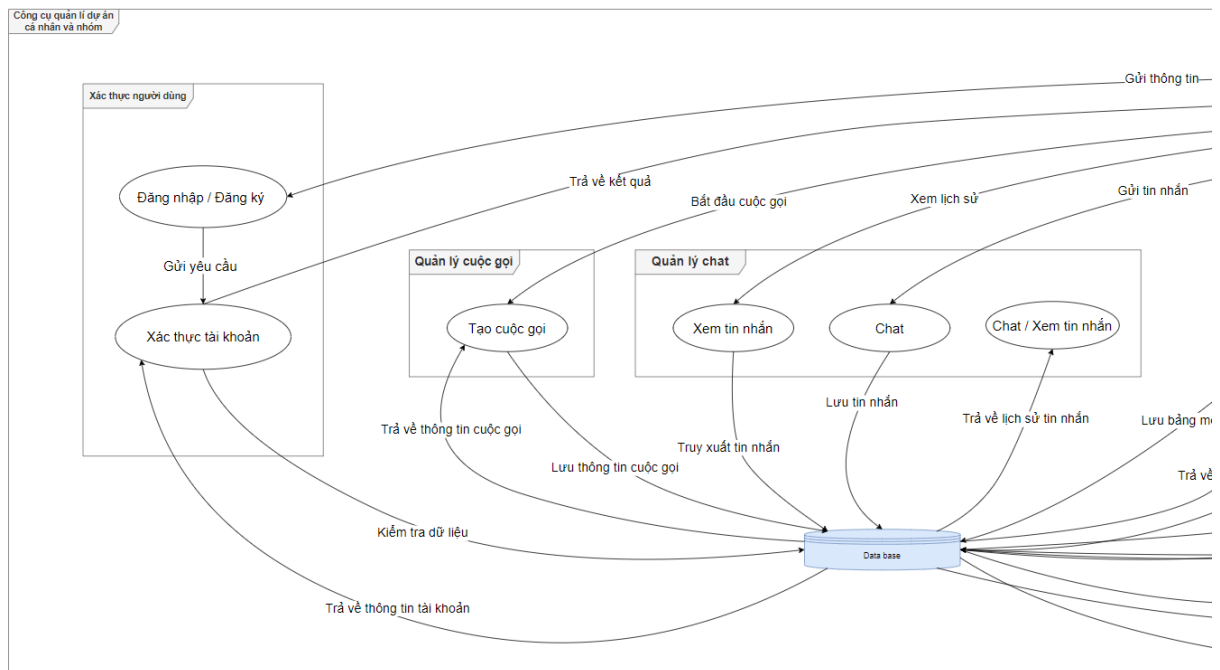 Công cụ quản lí dự án
cá nhân và nhóm
Gửi thông tin
Xác thực người dùng
Đăng nhập / Đăng ký
Trả về kết quả
Bắt đầu cuộc gọi
Xem lịch sử
Gửi tin nhắn
Gửi yêu cầu
Quản lý cuộc gọi
Quản lý chat
Xác thực tài khoản
Tạo cuộc gọi
Xem tin nhắn
Chat
Chat / Xem tin nhắn
Lưu tin nhắn
Trả về lịch sử tin nhắn
Lưu bảng
Trả về thông tin cuộc gọi
Truy xuất tin nhắn
Lưu thông tin cuộc gọi
Trả về
Kiểm tra dữ liệu
Data base
Trả về thông tin tài khoản